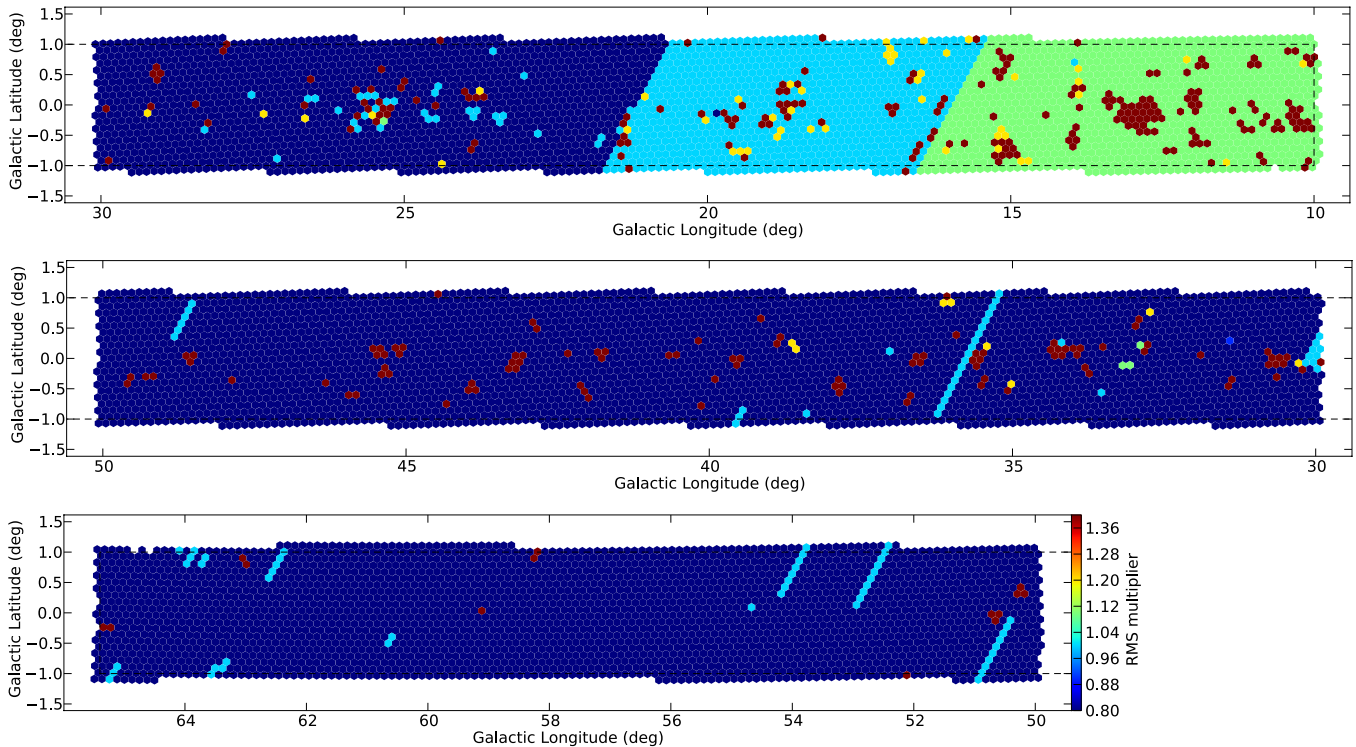 1.5
1.0
0.5
0.0
−0.5
−1.0
−1.5
Galactic Latitude (deg)
30 25 20 15 10
Galactic Longitude (deg)
1.5
1.0
0.5
0.0
−0.5
−1.0
−1.5
Galactic Latitude (deg)
50 45 40 35 30
Galactic Longitude (deg)
1.5
1.0
0.5
0.0
−0.5
−1.0
−1.5
Galactic Latitude (deg)
64 62 60 58 56 54 52 50
Galactic Longitude (deg)
1.36
1.28
1.20
1.12
1.04
0.96
0.88
0.80
RMS multiplier